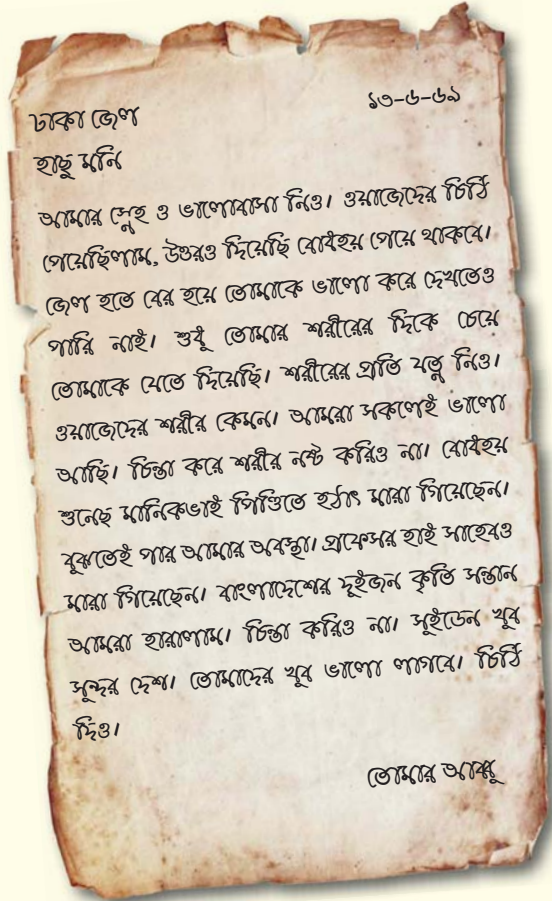 ১৩-৬-৬৯
ঢাকা জেল
হাছু মনি
আমার স্নেহ ও ভালোবাসা নিও। ওয়াজেদের চিঠি
পেয়েছিলাম, উত্তরও দিয়েছি বোধহয় পেয়ে থাকবে।
জেল হতে বের হয়ে তোমাকে ভালো করে দেখতেও
পারি নাই। শুধু তোমার শরীরের দিকে চেয়ে
তোমাকে যেতে দিয়েছি। শরীরের প্রতি যত্ন নিও।
ওয়াজেদের শরীর কেমন। আমরা সকলেই ভালো
আছি। চিন্তা করে শরীর নষ্ট করিও না। বোধহয়
শুনেছ মানিকভাই পিণ্ডিতে হঠাৎ মারা গিয়েছেন।
বুঝতেই পার আমার অবস্থা। প্রফেসর হাই সাহেবও
মারা গিয়েছেন। বাংলাদেশের দুইজন কৃতি সন্তান
আমরা হারালাম। চিন্তা করিও না। সুইডেন খুব
সুন্দর দেশ। তোমাদের খুব ভালো লাগবে। চিঠি
দিও।
তোমার আব্বু